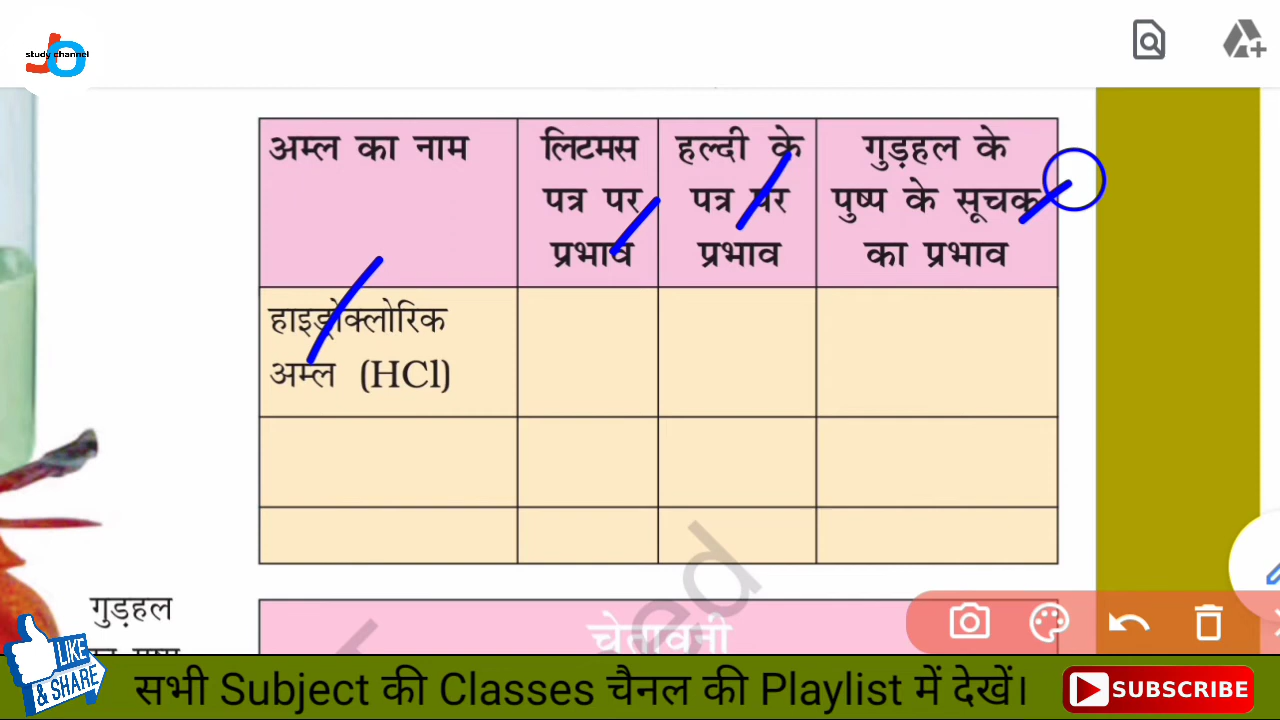 study channel
JO
अम्ल का नाम
लिटमस
पत्र पर
प्रभाव
हल्दी के
पत्र पर
प्रभाव
गुड़हल के
पुष्प के सूचक
का प्रभाव
हाइड्रोक्लोरिक
अम्ल (HCl)
गुड़हल
चेतावनी
LIKE
& SHARE
सभी Subject की Classes चैनल की Playlist में देखें।
SUBSCRIBE